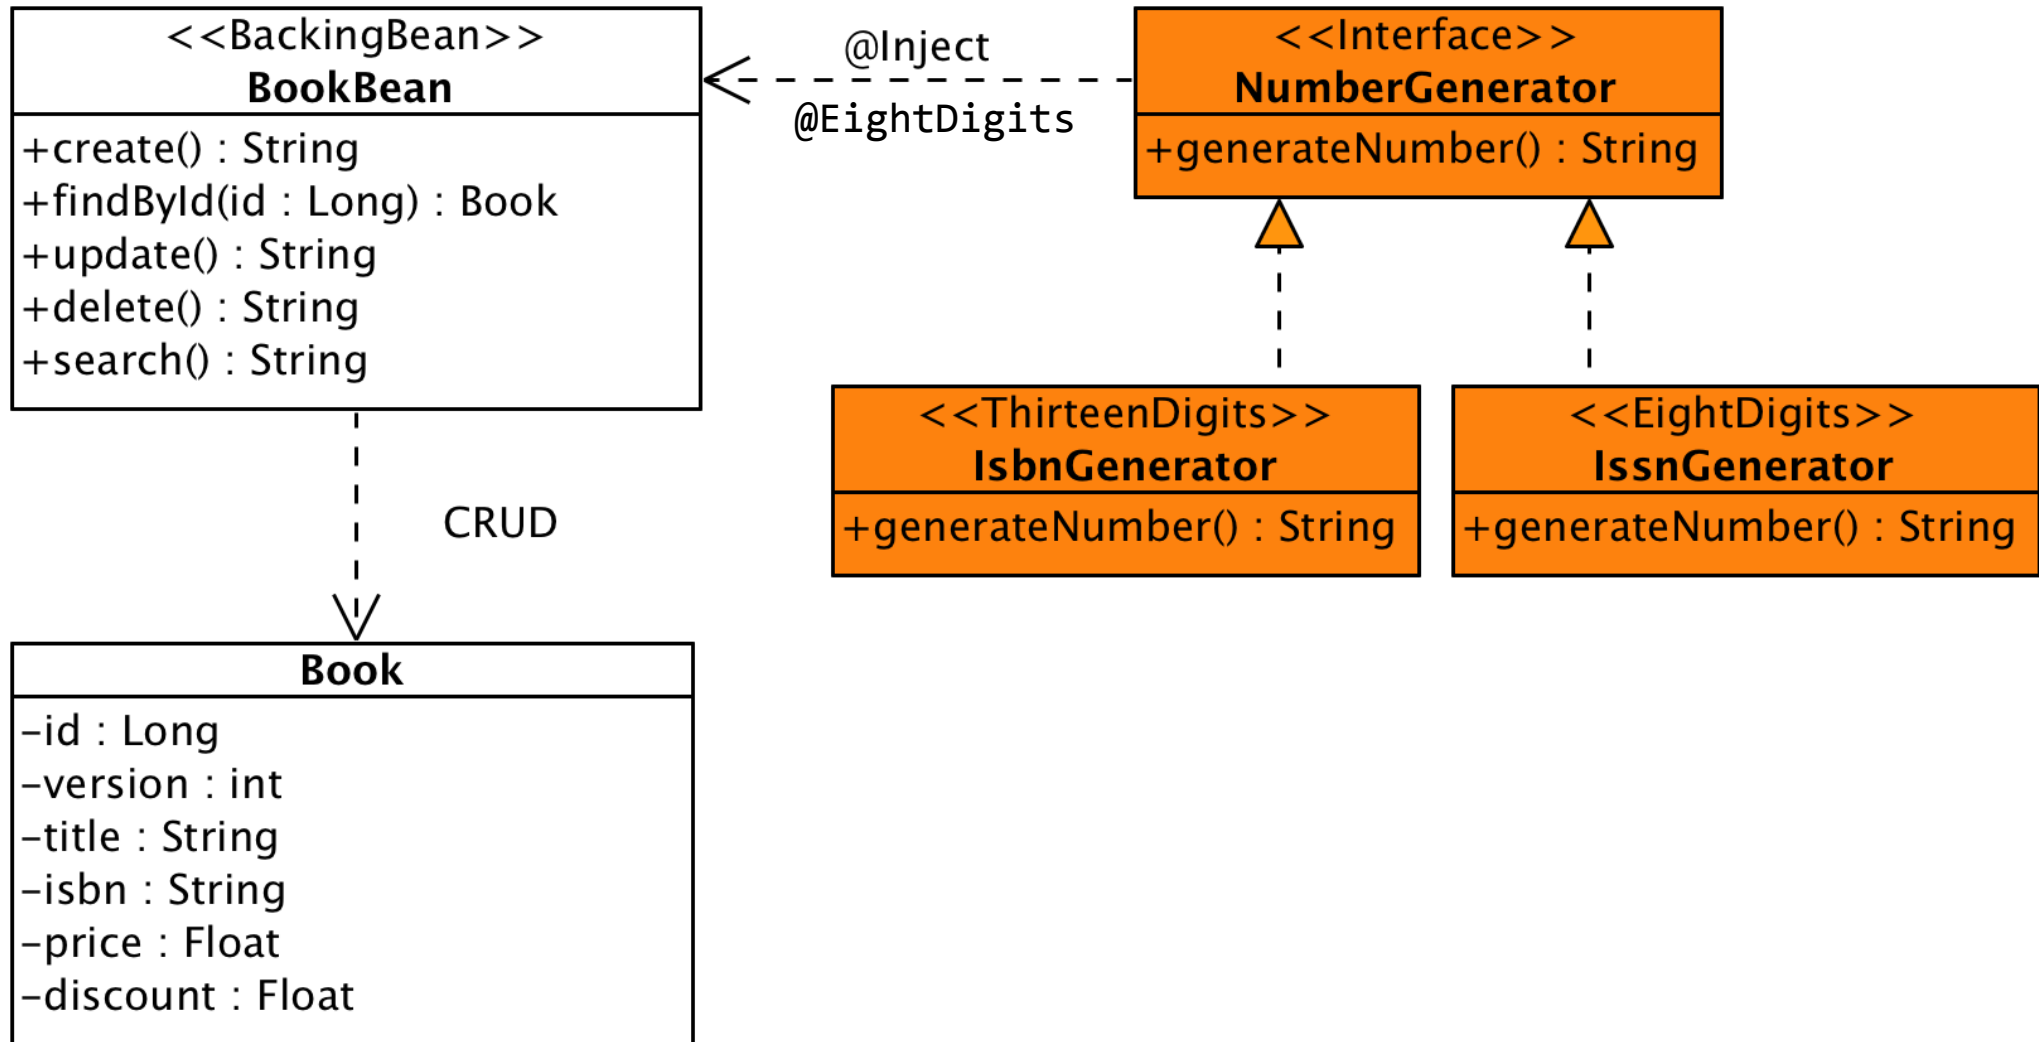 <<BackingBean>>
BookBean
+create() : String
+findById(id : Long) : Book
+update() : String
+delete() : String
+search() : String
@Inject
@EightDigits
<<Interface>>
NumberGenerator
+generateNumber() : String
<<ThirteenDigits>>
IsbnGenerator
+generateNumber() : String
<<EightDigits>>
IssnGenerator
+generateNumber() : String
CRUD
Book
-id : Long
-version : int
-title : String
-isbn : String
-price : Float
-discount : Float